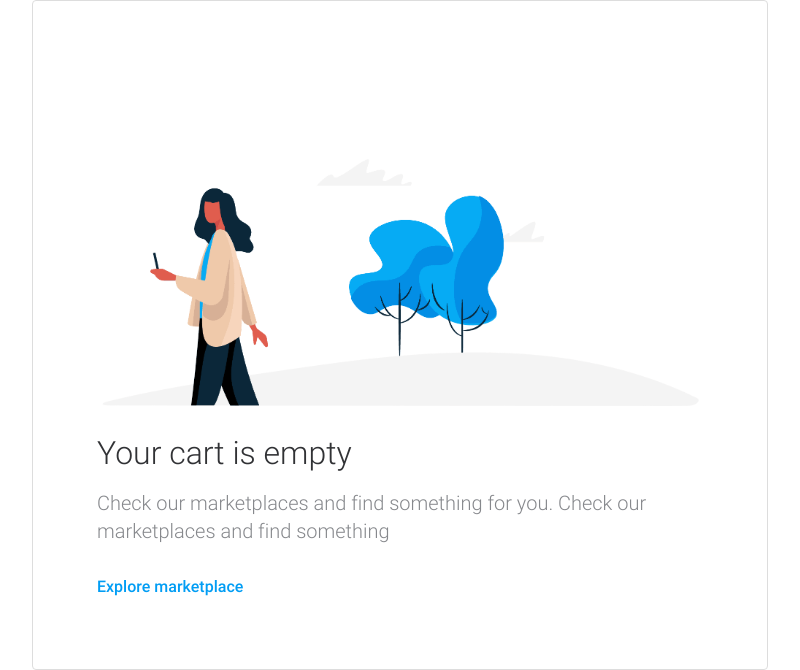 Your cart is empty
Check our marketplaces and find something for you. Check our
marketplaces and find something
Explore marketplace